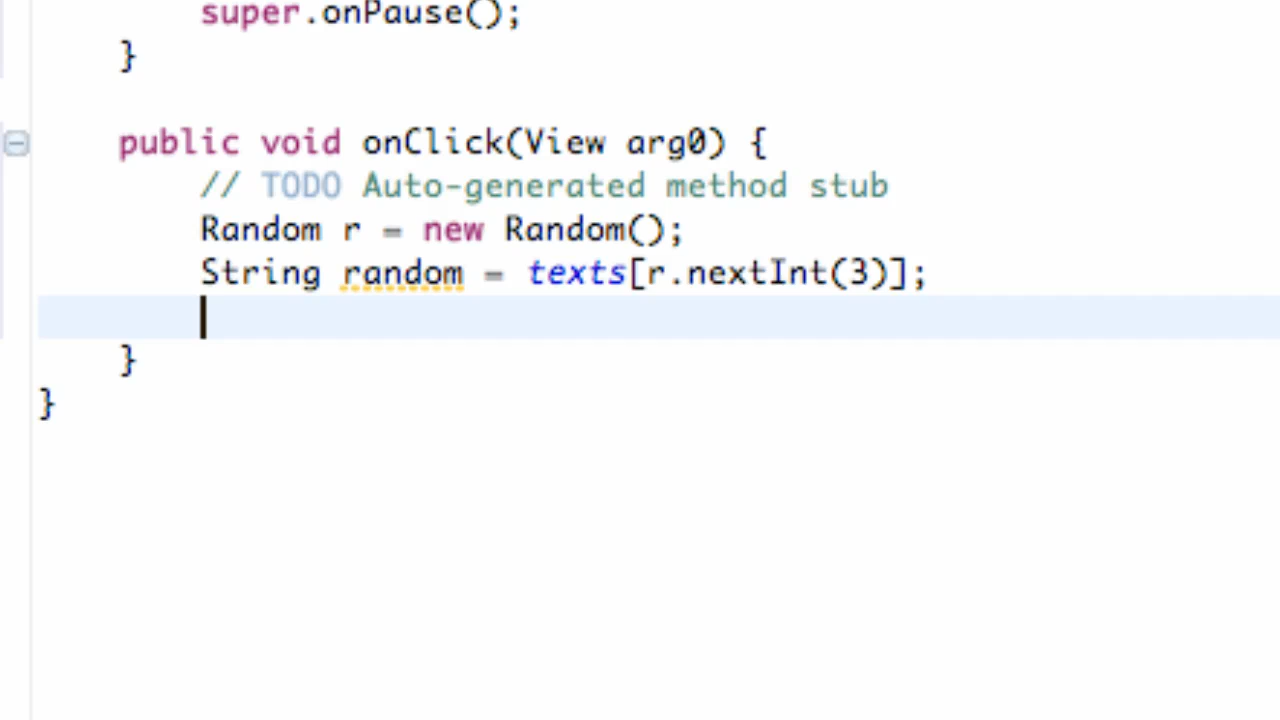 super.onPause();
}
public void onClick(View arg0) {
// TODO Auto-generated method stub
Random r = new Random();
String random = texts[r.nextInt(3)];
}
}